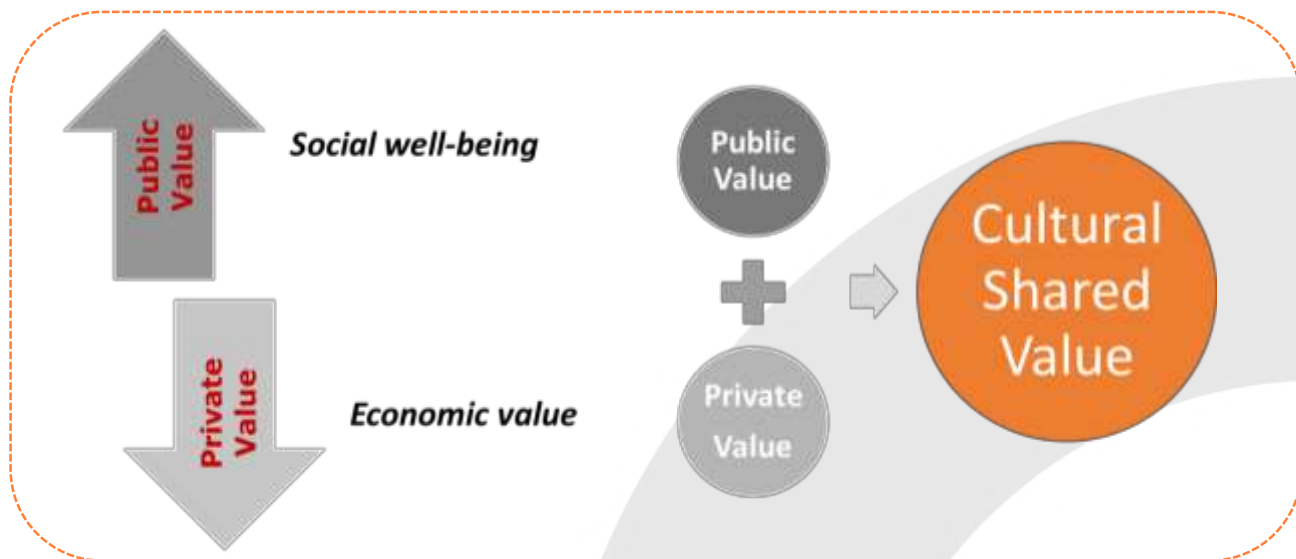 Public
Value
Social well-being
Private
Value
Economic value
Public
Value
Private
Value
Cultural
Shared
Value